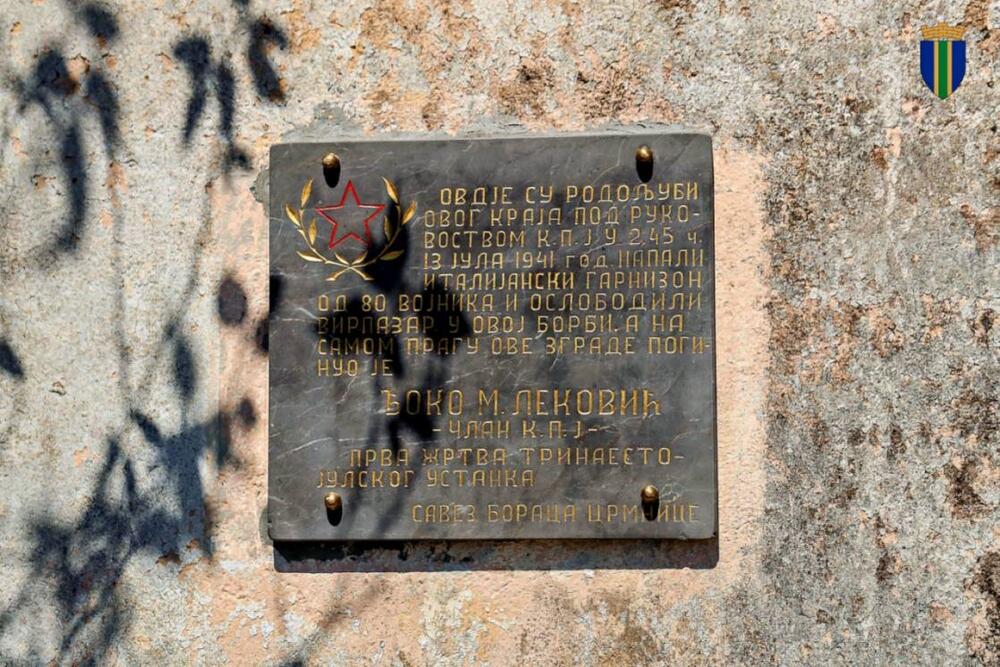 ОВДЈЕ СУ РОДОЉУБИ
ОВОГ КРАЈА ПОД РУКО-
ВОСТВОМ К.П.Ј У 2,45 ч.
13 ЈУЛА 1941 ГОД. НАПАЛИ
ИТАЛИЈАНСКИ ГАРНИЗОН
ОД 80 ВОЈНИКА И ОСЛОБОДИЛИ
ВИРПАЗАР. У ОВОЈ БОРБИ, А НА
САМОМ ПРАГУ ОВЕ ЗГРАДЕ ПОГИ-
НУО ЈЕ
ЂОКО М. ЛЕКОВИЋ
- ЧЛАН К.П.Ј -
ПРВА ЖРТВА ТРИНАЕСТО-
ЈУЛСКОГ УСТАНКА
САВЕЗ БОРАЦА ЦРМНИЦЕ